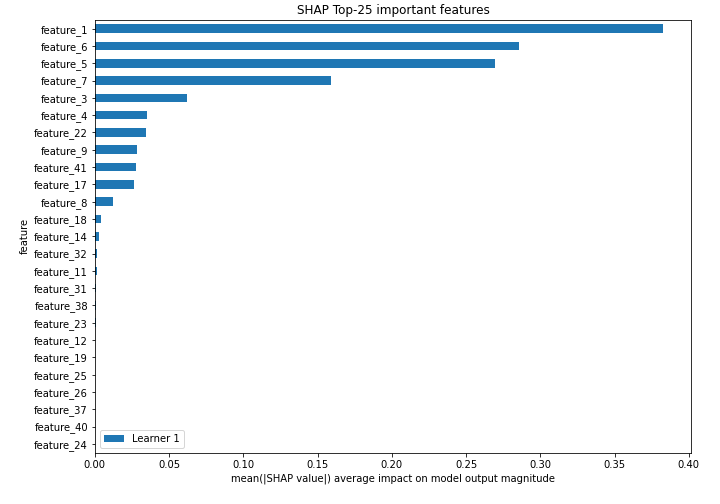 SHAP Top-25 important features
feature_1
feature_6
feature_5
feature_7
feature_3
feature_4
feature_22
feature_9
feature_41
feature_17
feature_8
feature_18
feature_14
feature_32
feature_11
feature_31
feature_38
feature_23
feature_12
feature_19
feature_25
feature_26
feature_37
feature_40
feature_24
feature
Learner 1
0.00 0.05 0.10 0.15 0.20 0.25 0.30 0.35 0.40
mean(|SHAP value|) average impact on model output magnitude